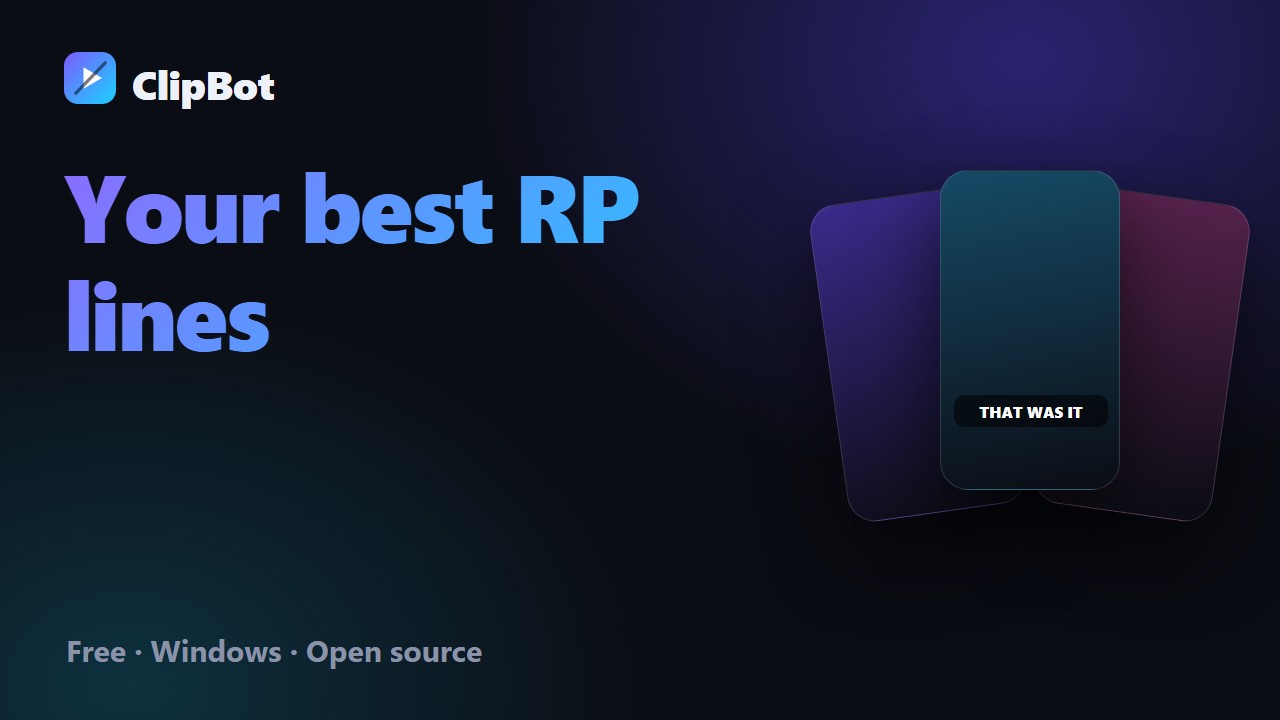 ClipBot
Your best RP
lines
THAT WAS IT
Free · Windows · Open source